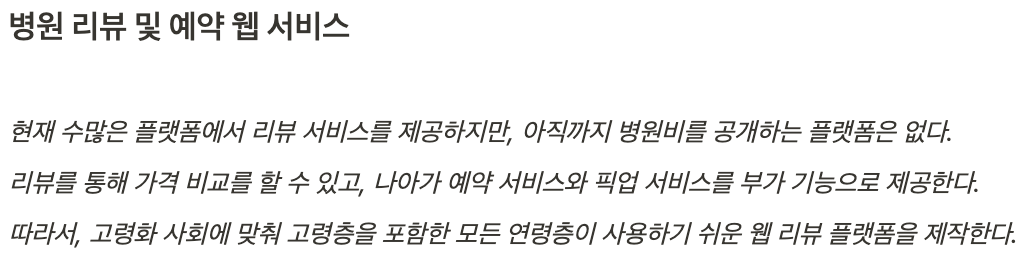 병원 리뷰 및 예약 웹 서비스
현재 수많은 플랫폼에서 리뷰 서비스를 제공하지만, 아직까지 병원비를 공개하는 플랫폼은 없다.
리뷰를 통해 가격 비교를 할 수 있고, 나아가 예약 서비스와 픽업 서비스를 부가 기능으로 제공한다.
따라서, 고령화 사회에 맞춰 고령층을 포함한 모든 연령층이 사용하기 쉬운 웹 리뷰 플랫폼을 제작한다.